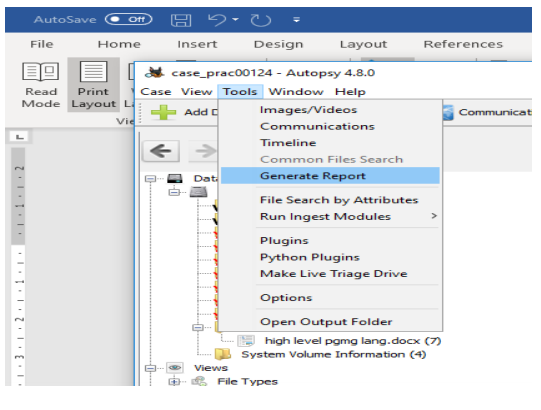 AutoSave Off
File Home Insert Design Layout References
Read Mode
Print Layout
case_prac00124 - Autopsy 4.8.0
Case View Tools Window Help
Add
Communicat
Images/Videos
Communications
Timeline
Common Files Search
Generate Report
File Search by Attributes
Run Ingest Modules >
Plugins
Python Plugins
Make Live Triage Drive
Options
Open Output Folder
high level pgmg lang.docx (7)
System Volume Information (4)
Views
File Types